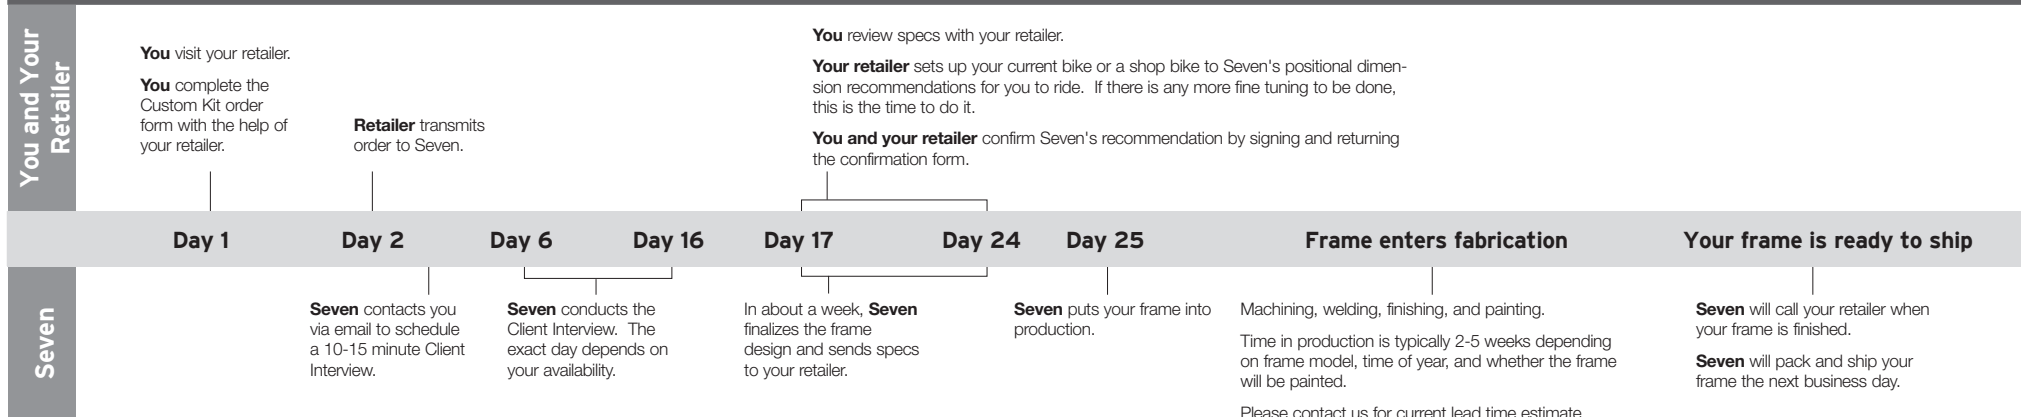 You and Your
Retailer
You visit your retailer.
You complete the
Custom Kit order
form with the help of
your retailer.
Retailer transmits
order to Seven.
You review specs with your retailer.
Your retailer sets up your current bike or a shop bike to Seven's positional dimen-
sion recommendations for you to ride. If there is any more fine tuning to be done,
this is the time to do it.
You and your retailer confirm Seven's recommendation by signing and returning
the confirmation form.
Day 1
Day 2
Day 6
Day 16
Day 17
Day 24
Day 25
Frame enters fabrication
Your frame is ready to ship
Seven
Seven contacts you
via email to schedule
a 10-15 minute Client
Interview.
Seven conducts the
Client Interview. The
exact day depends on
your availability.
In about a week, Seven
finalizes the frame
design and sends specs
to your retailer.
Seven puts your frame into
production.
Machining, welding, finishing, and painting.
Time in production is typically 2-5 weeks depending
on frame model, time of year, and whether the frame
will be painted.
Please contact us for current lead time estimate
Seven will call your retailer when
your frame is finished.
Seven will pack and ship your
frame the next business day.